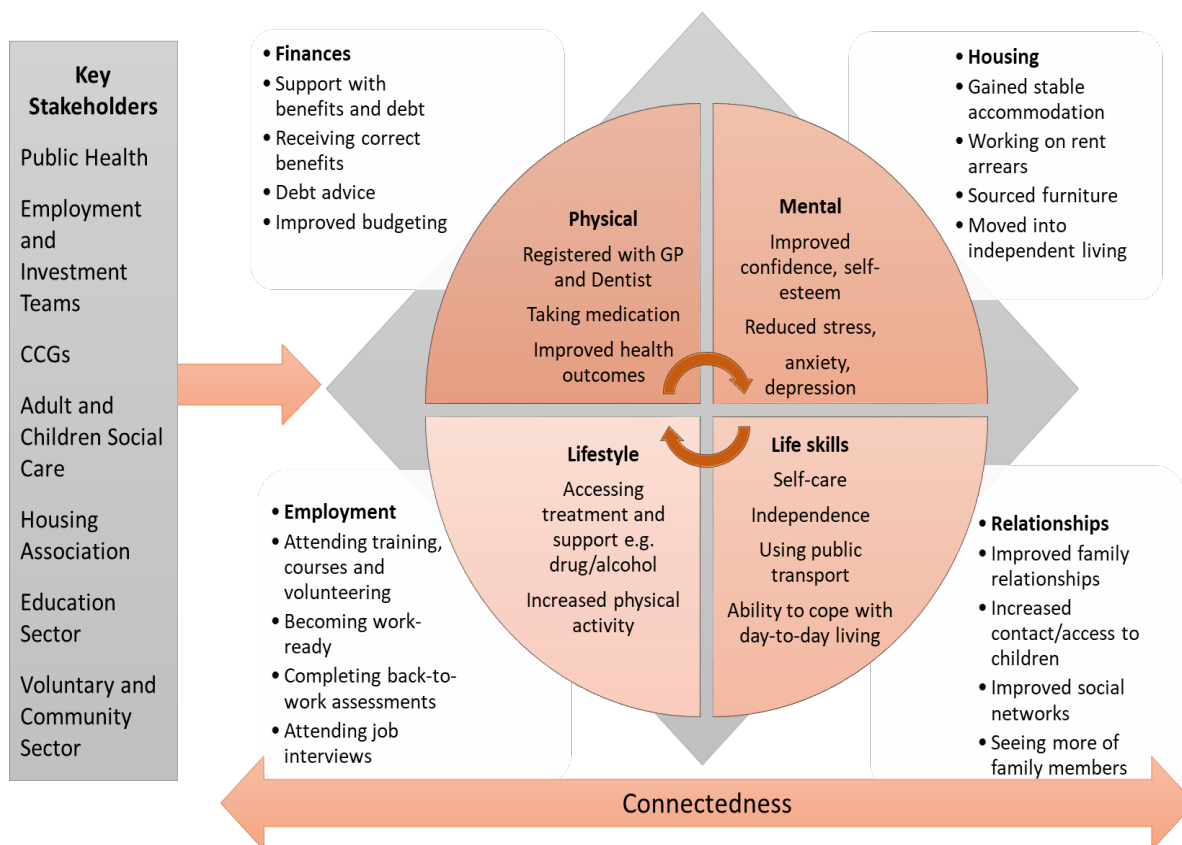 Key
Stakeholders
Public Health
Employment
and
Investment
Teams
CCGs
Adult and
Children Social
Care
Housing
Association
Education
Sector
Voluntary and
Community
Sector
• Finances
• Support with
benefits and debt
• Receiving correct
benefits
• Debt advice
• Improved budgeting
• Housing
• Gained stable
accommodation
• Working on rent
arrears
• Sourced furniture
• Moved into
independent living
Physical
Registered with GP
and Dentist
Taking medication
Improved health
outcomes
Mental
Improved
confidence, self-
esteem
Reduced stress,
anxiety,
depression
Lifestyle
Accessing
treatment and
support e.g.
drug/alcohol
Increased physical
activity
Life skills
Self-care
Independence
Using public
transport
Ability to cope with
day-to-day living
• Employment
• Attending training,
courses and
volunteering
• Becoming work-
ready
• Completing back-to-
work assessments
• Attending job
interviews
• Relationships
• Improved family
relationships
• Increased
contact/access to
children
• Improved social
networks
• Seeing more of
family members
Connectedness